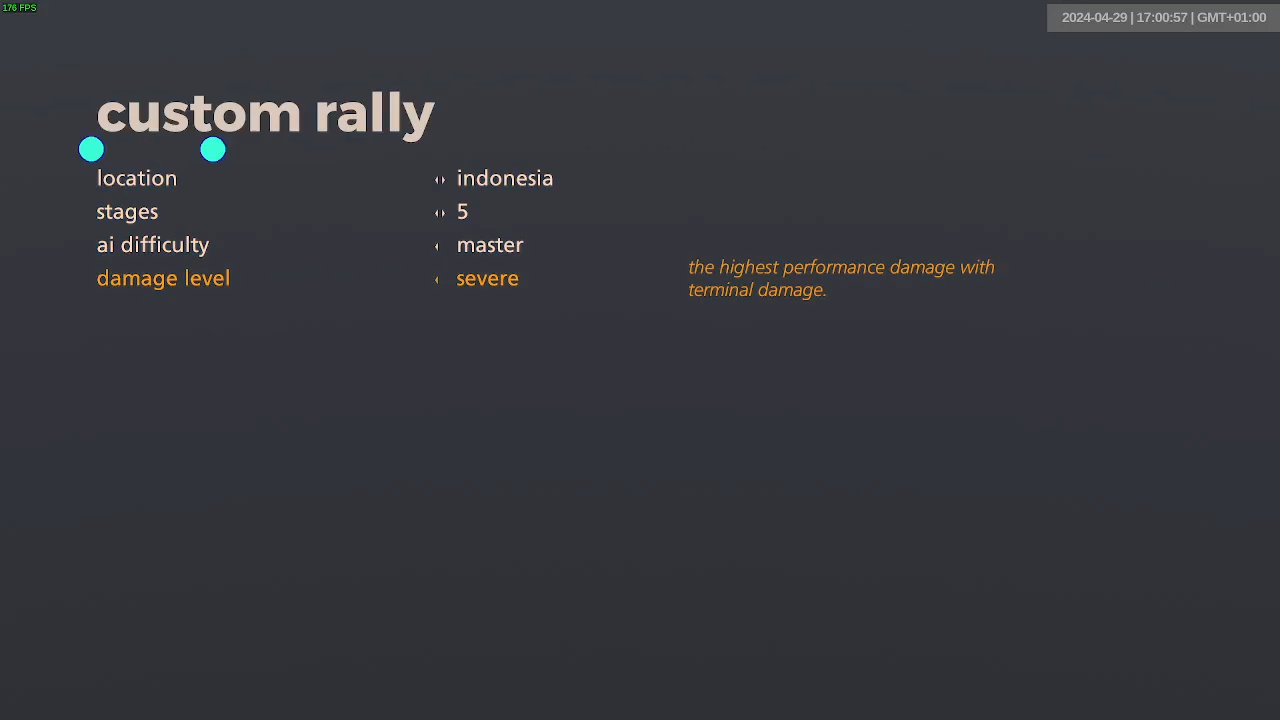 176 FPS
2024-04-29 | 17:00:57 | GMT+01:00
custom rally
location indonesia
stages 5
ai difficulty master
damage level severe
the highest performance damage with
terminal damage.